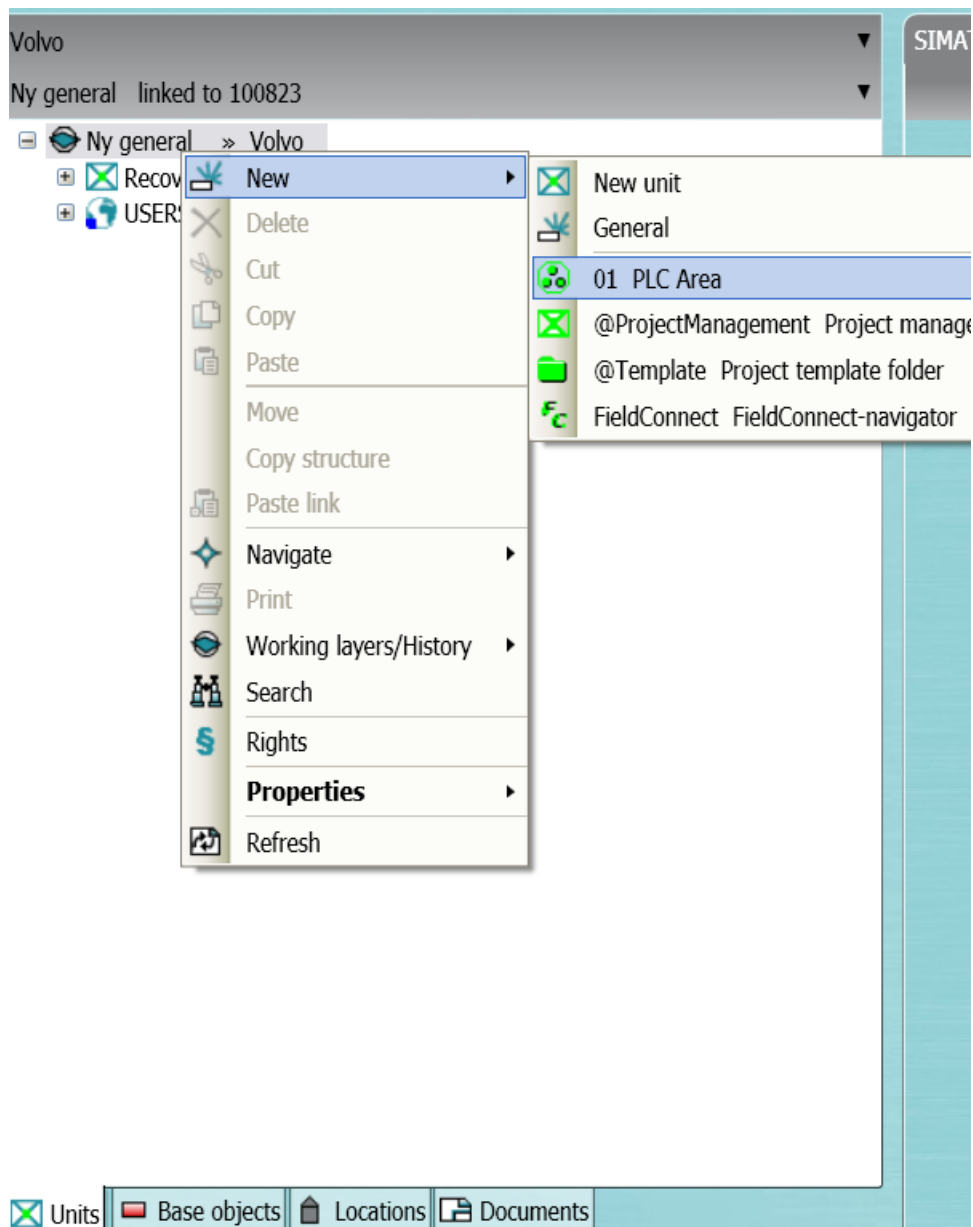 Volvo
SIMAT
Ny general linked to 100823
Ny general » Volvo
Recov
USERS
New
Delete
Cut
Copy
Paste
Move
Copy structure
Paste link
Navigate
Print
Working layers/History
Search
§ Rights
Properties
Refresh
New unit
General
01 PLC Area
@ProjectManagement Project manage
@Template Project template folder
FC FieldConnect FieldConnect-navigator
Units
Base objects
Locations
Documents